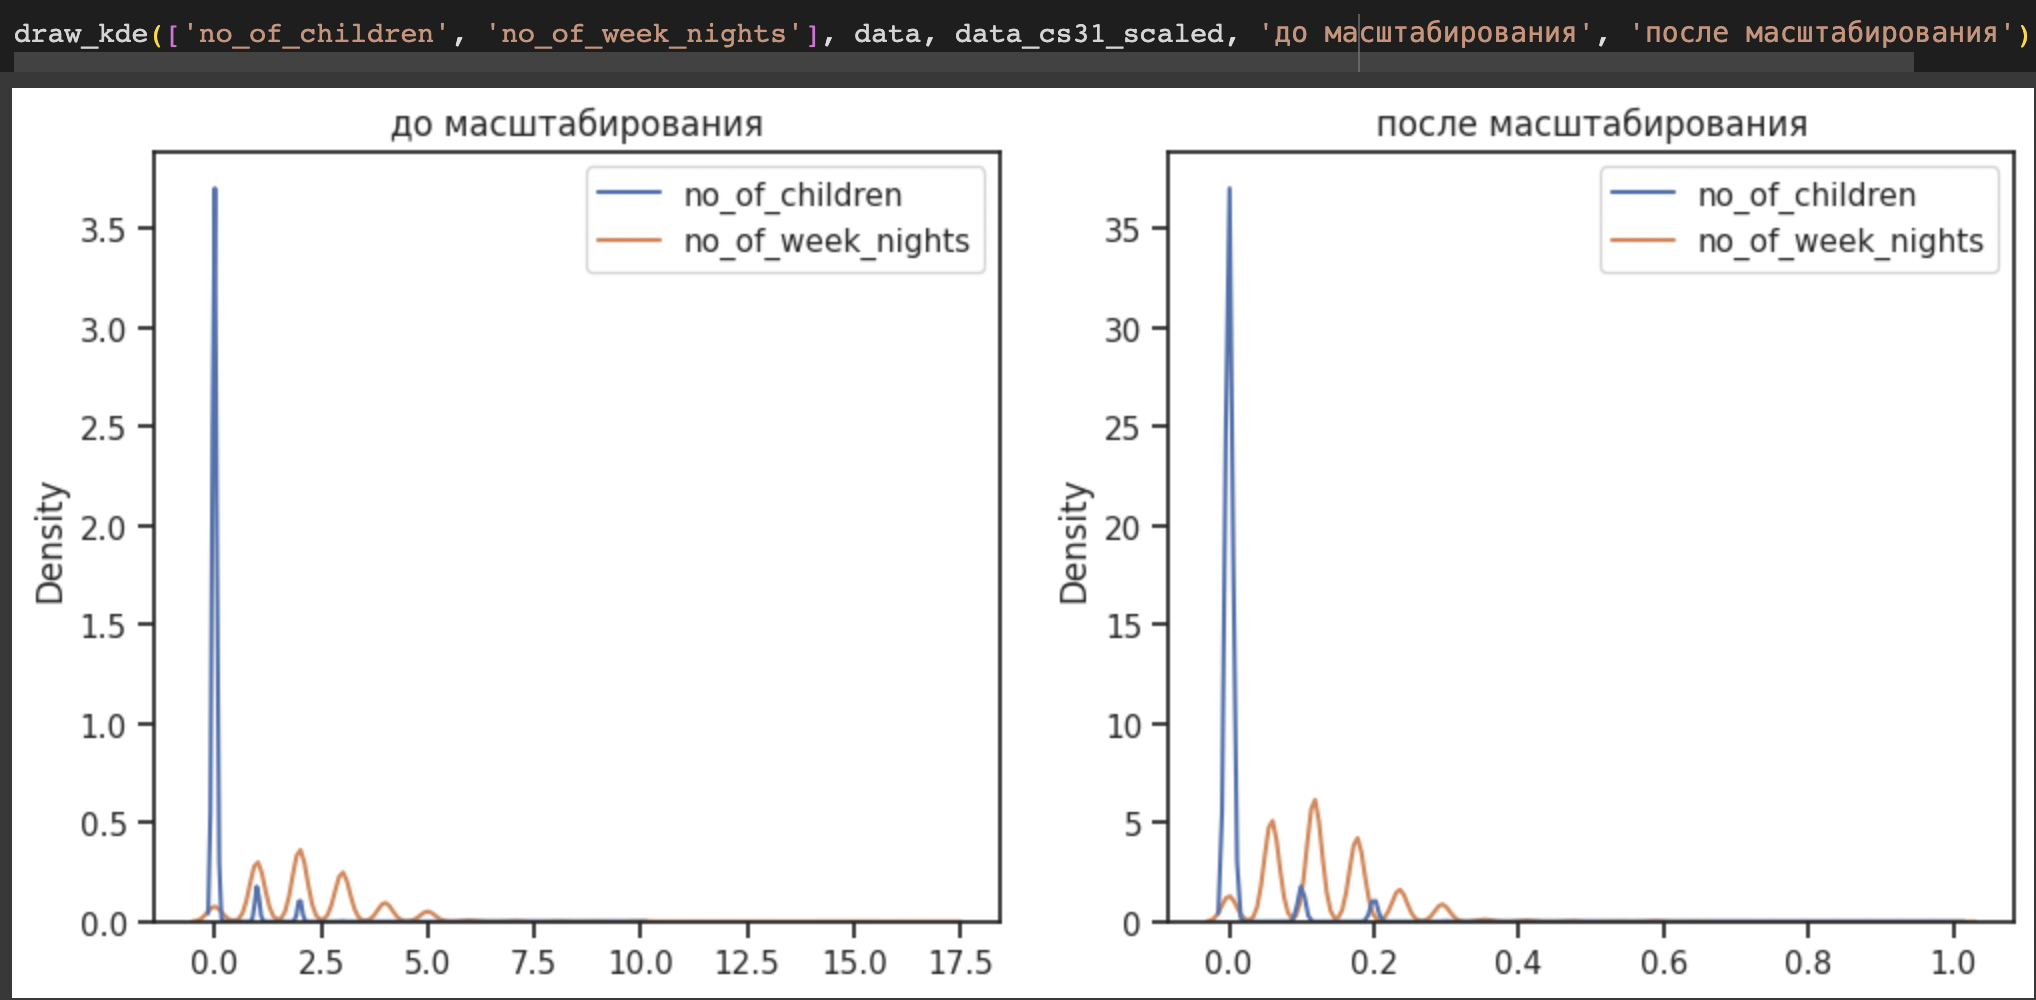 draw_kde(['no_of_children', 'no_of_week_nights'], data, data_cs31_scaled, 'до масштабирования', 'после масштабирования')
до масштабирования
no_of_children
no_of_week_nights
Density
3.5
3.0
2.5
2.0
1.5
1.0
0.5
0.0
0.0 2.5 5.0 7.5 10.0 12.5 15.0 17.5
после масштабирования
no_of_children
no_of_week_nights
Density
35
30
25
20
15
10
5
0
0.0 0.2 0.4 0.6 0.8 1.0